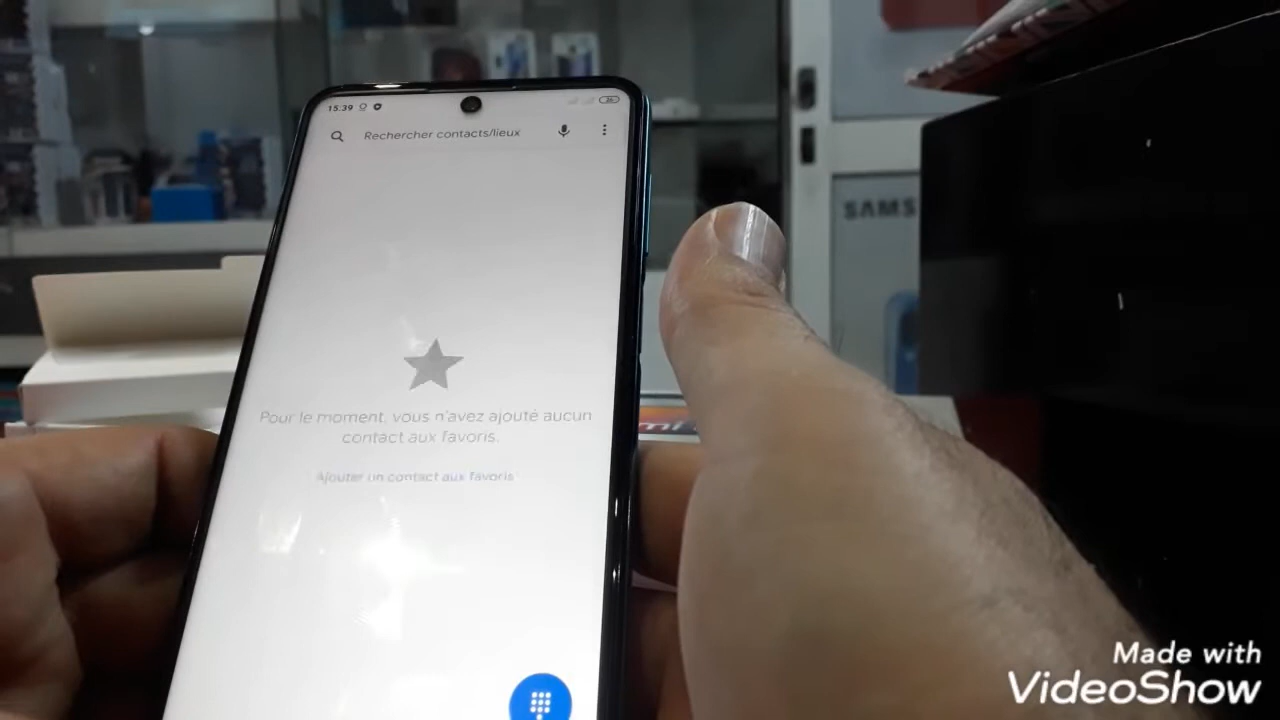 15:39
Rechercher contacts/lieux
SAMS
Pour le moment, vous n'avez ajouté aucun
contact aux favoris.
Ajouter un contact aux favoris
mi
Made with
VideoShow